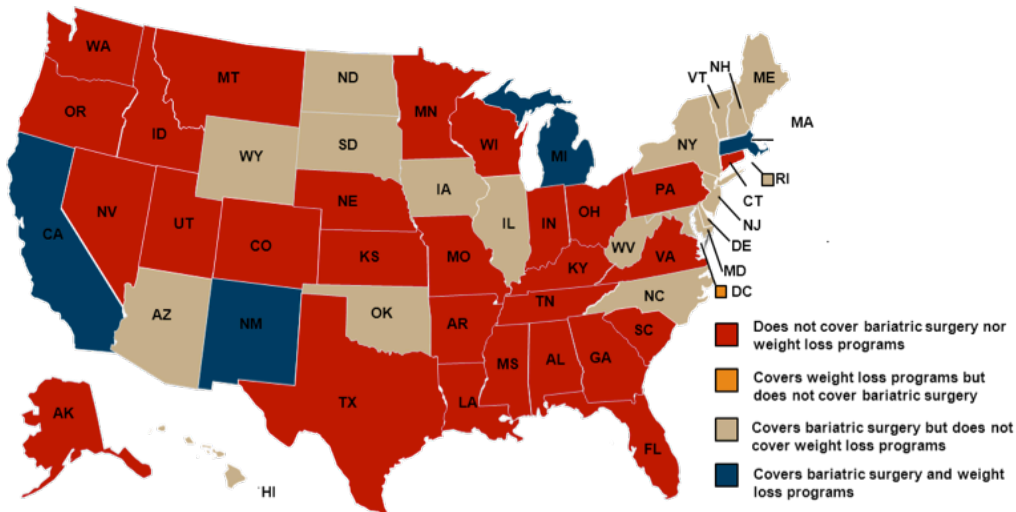 WA
MT
ND
MN
VT
NH
ME
OR
ID
WY
SD
WI
MI
NY
MA
RI
CT
NJ
DE
MD
DC
NV
UT
CO
NE
KS
IA
IL
IN
OH
PA
WV
VA
KY
MO
CA
AZ
NM
OK
AR
TN
NC
SC
MS
AL
GA
TX
LA
FL
AK
HI
Does not cover bariatric surgery nor
weight loss programs
Covers weight loss programs but
does not cover bariatric surgery
Covers bariatric surgery but does not
cover weight loss programs
Covers bariatric surgery and weight
loss programs